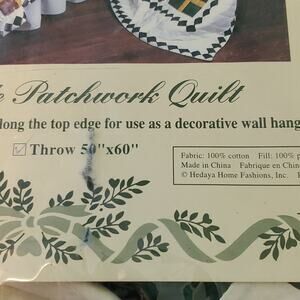 Patchwork Quilt
long the top edge for use as a decorative wall hang
Throw 50"x60"
Fabric: 100% cotton Fill: 100% p
Made in China Fabrique en Chin
© Hedaya Home Fashions, Inc.